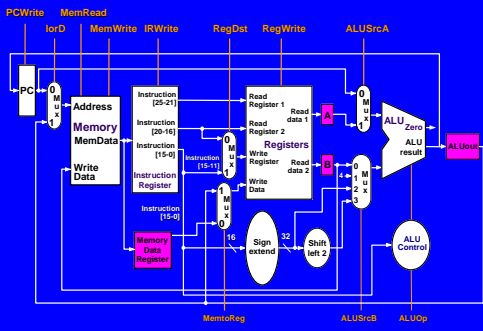 PCWrite MemRead
IorD MemWrite IRWrite RegDst RegWrite ALUSrcA
PC
0
M
u
x
1
Address
Memory
MemData
Write
Data
Instruction
[25-21]
Instruction
[20-16]
Instruction
[15-0]
Instruction
Register
Instruction
[15-11]
Instruction
[15-0]
Memory
Data
Register
0
M
u
x
1
1
M
u
x
0
Read
Register 1
Read
Register 2
Write
Register
Write
Data
Read
data 1
Registers
Read
data 2
A
B
0
M
u
x
1
4
0
M
1 u
x
2
3
ALU
Zero
ALU
result
ALUout
16
Sign
extend
32
Shift
left 2
ALU
Control
MemtoReg
ALUSrcB
ALUOp